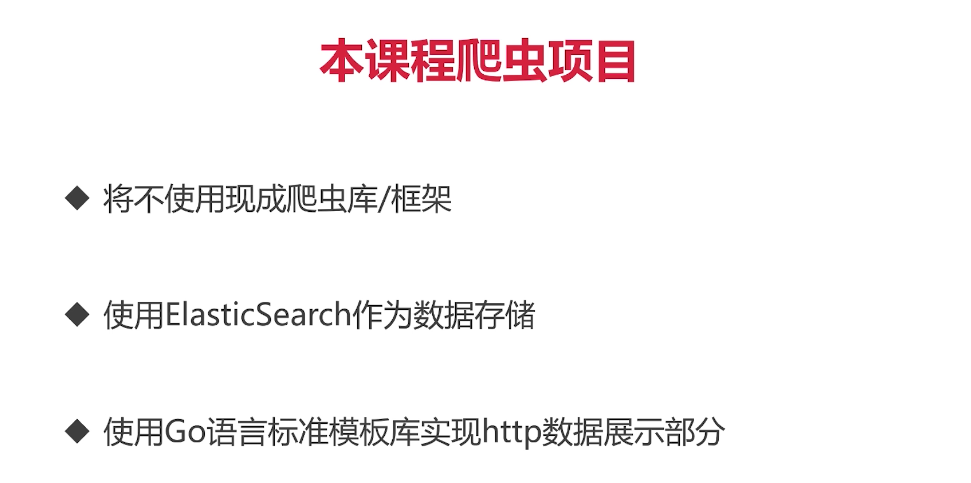 本课程爬虫项目
◆ 将不使用现成爬虫库/框架
◆ 使用ElasticSearch作为数据存储
◆ 使用Go语言标准模板库实现http数据展示部分